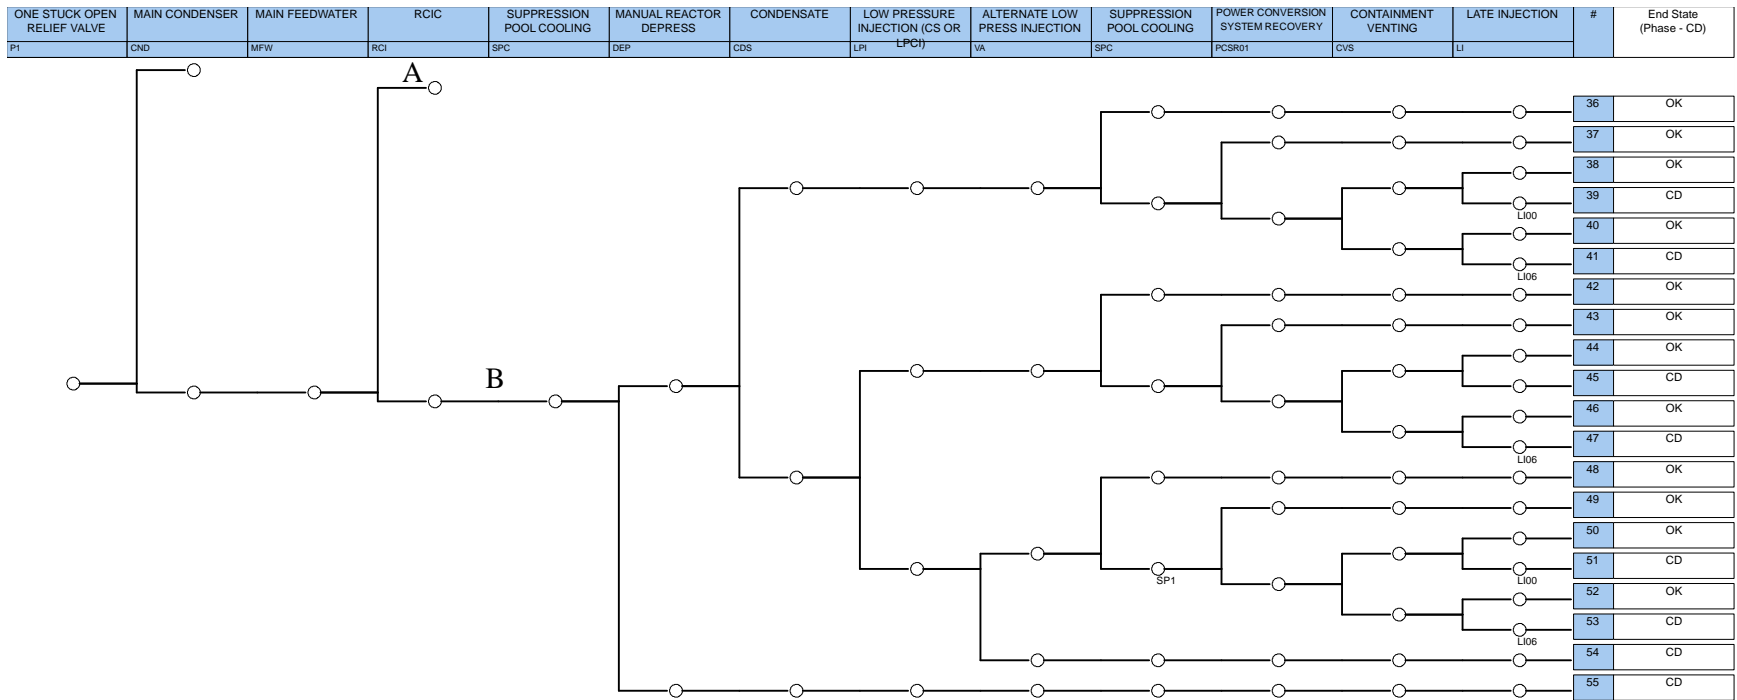 ONE STUCK OPEN RELIEF VALVE
MAIN CONDENSER
MAIN FEEDWATER
RCIC
SUPPRESSION POOL COOLING
MANUAL REACTOR DEPRESS
CONDENSATE
LOW PRESSURE INJECTION (CS OR LPCI)
ALTERNATE LOW PRESS INJECTION
SUPPRESSION POOL COOLING
POWER CONVERSION SYSTEM RECOVERY
CONTAINMENT VENTING
LATE INJECTION
#
End State (Phase - CD)
P1
CND
MFW
RCI
SPC
DEP
CDS
LPI
VA
SPC
PCSR01
CVS
LI
A
B
36 OK
37 OK
38 OK
39 CD
LI00
40 OK
41 CD
LI06
42 OK
43 OK
44 OK
45 CD
46 OK
47 CD
LI06
48 OK
49 OK
50 OK
51 CD
SP1
LI00
52 OK
53 CD
LI06
54 CD
55 CD